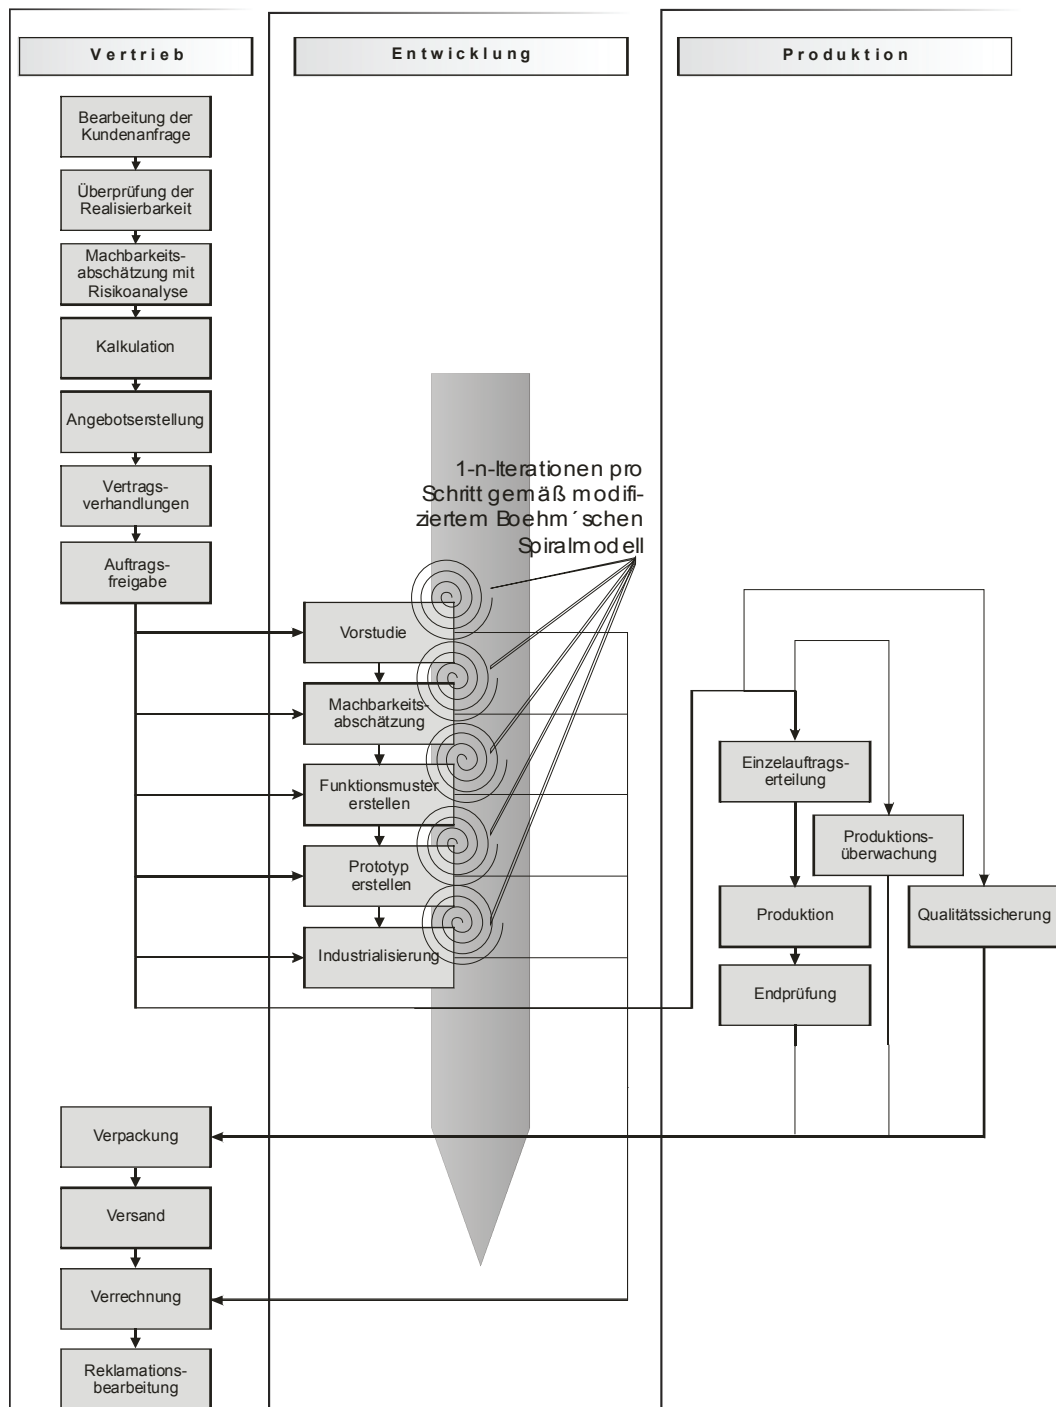 Vertrieb
Bearbeitung der
Kundenanfrage
Überprüfung der
Realisierbarkeit
Machbarkeits-
abschätzung mit
Risikoanalyse
Kalkulation
Angebotserstellung
Vertrags-
verhandlungen
Auftrags-
freigabe
Verpackung
Versand
Verrechnung
Reklamations-
bearbeitung
Entwicklung
1-n-Iterationen pro
Schritt gemäß modifi-
ziertem Boehm´schen
Spiralmodell
Vorstudie
Machbarkeits-
abschätzung
Funktionsmuster
erstellen
Prototyp
erstellen
Industrialisierung
Produktion
Einzelauftrags-
erteilung
Produktions-
überwachung
Produktion
Qualitätssicherung
Endprüfung